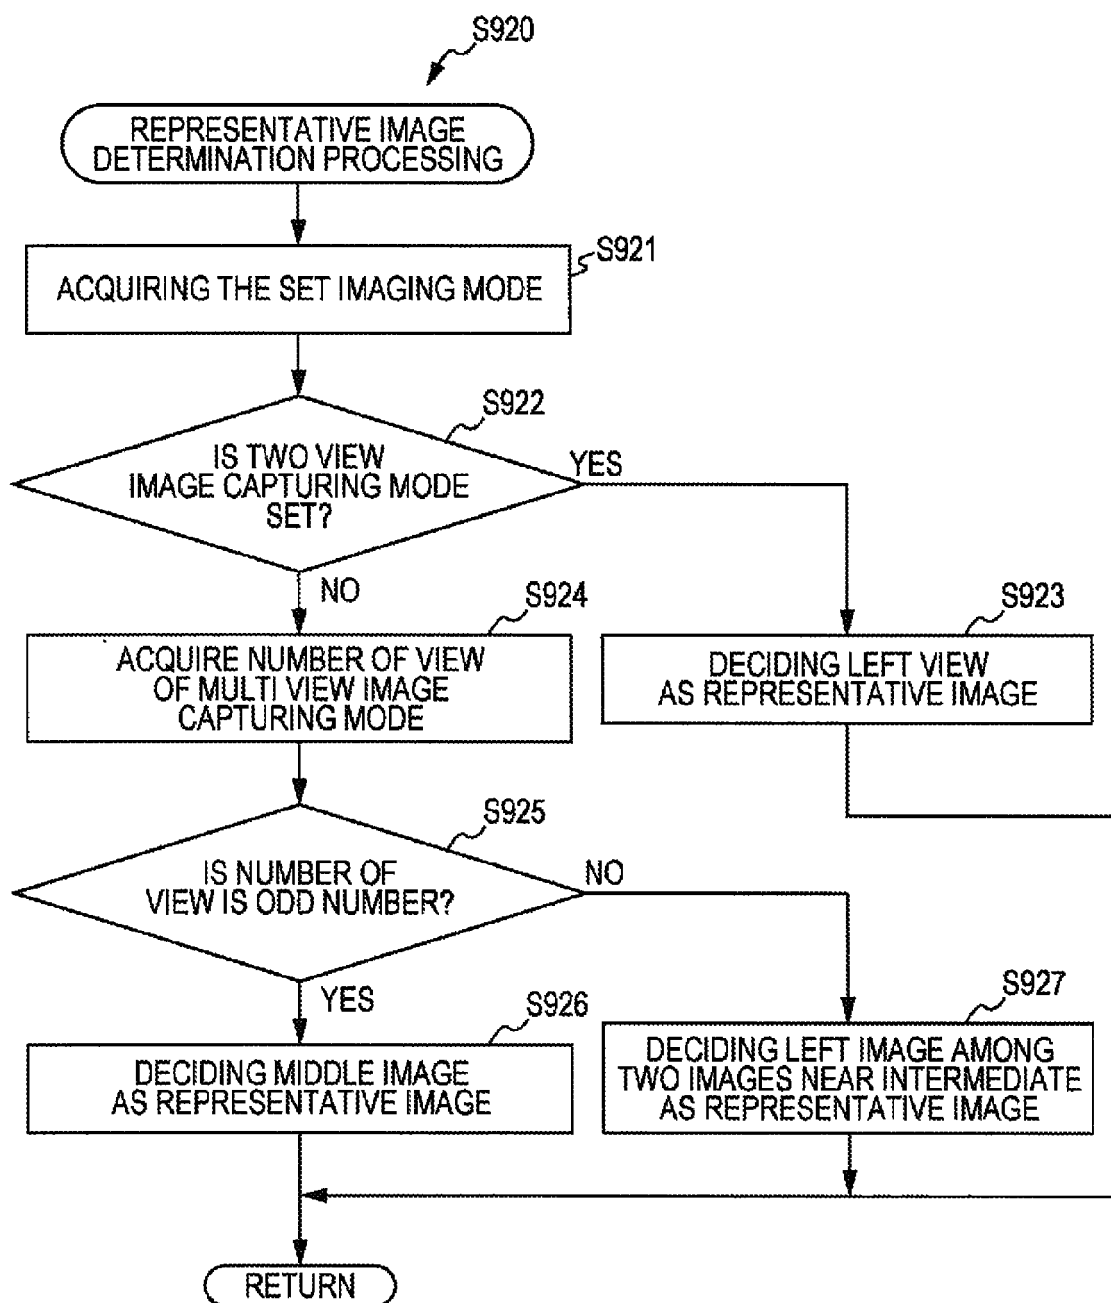 S920
REPRESENTATIVE IMAGE
DETERMINATION PROCESSING
S921
ACQUIRING THE SET IMAGING MODE
S922
IS TWO VIEW
IMAGE CAPTURING MODE
SET?
YES
NO
S924
ACQUIRE NUMBER OF VIEW
OF MULTI VIEW IMAGE
CAPTURING MODE
S923
DECIDING LEFT VIEW
AS REPRESENTATIVE IMAGE
S925
IS NUMBER OF
VIEW IS ODD NUMBER?
NO
YES
S926
DECIDING MIDDLE IMAGE
AS REPRESENTATIVE IMAGE
S927
DECIDING LEFT IMAGE AMONG
TWO IMAGES NEAR INTERMEDIATE
AS REPRESENTATIVE IMAGE
RETURN